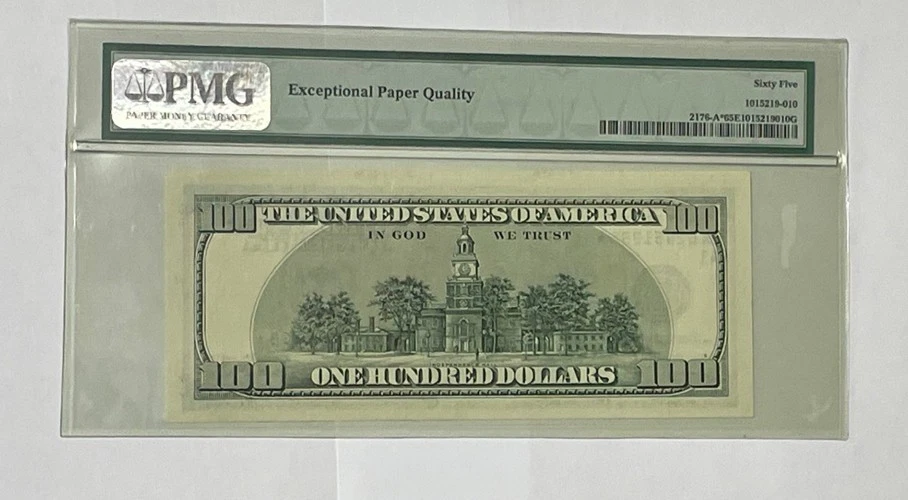 PMG
PAPER MONEY GUARANTY
Exceptional Paper Quality
Sixty Five
1015219-010
2176-A*65E1015219010G
100 THE UNITED STATES OF AMERICA 100
IN GOD WE TRUST
100 ONE HUNDRED DOLLARS 100